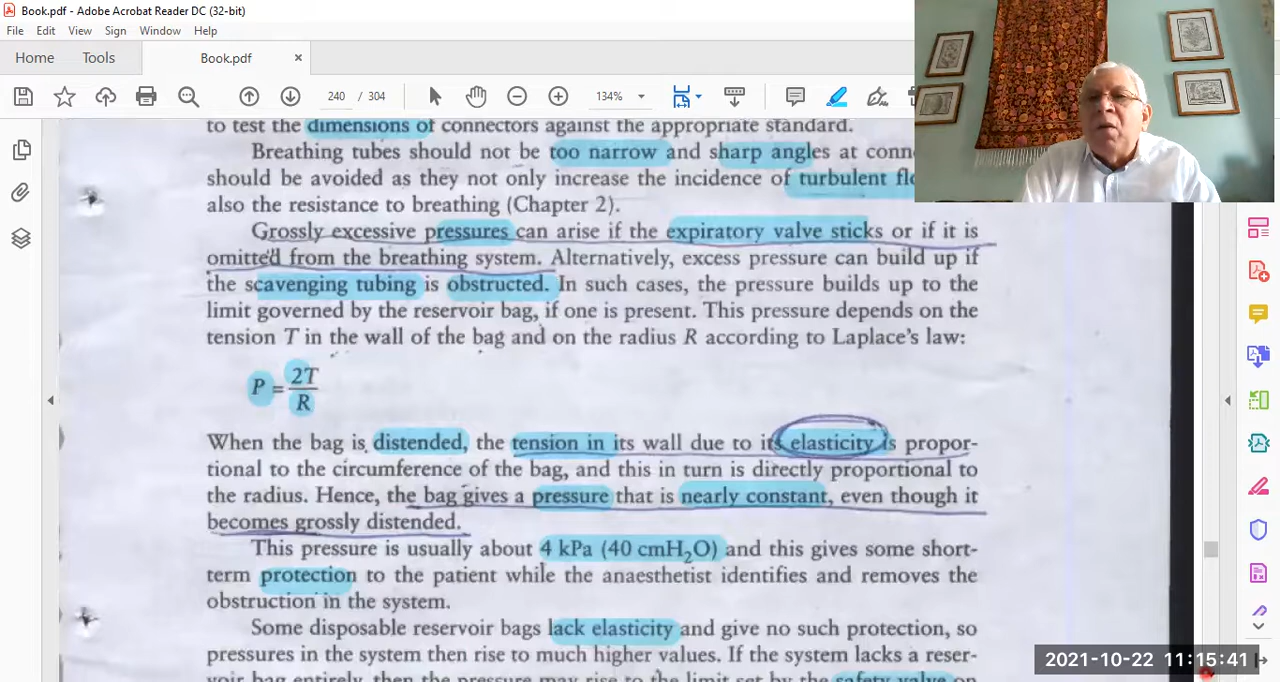 Book.pdf - Adobe Acrobat Reader DC (32-bit)
File Edit View Sign Window Help
Home Tools Book.pdf ×
240 / 304 134%
to test the dimensions of connectors against the appropriate standard.
Breathing tubes should not be too narrow and sharp angles at conn
should be avoided as they not only increase the incidence of turbulent flo
also the resistance to breathing (Chapter 2).
Grossly excessive pressures can arise if the expiratory valve sticks or if it is
omitted from the breathing system. Alternatively, excess pressure can build up if
the scavenging tubing is obstructed. In such cases, the pressure builds up to the
limit governed by the reservoir bag, if one is present. This pressure depends on the
tension T in the wall of the bag and on the radius R according to Laplace's law:
P = 2T
R
When the bag is distended, the tension in its wall due to its elasticity is propor-
tional to the circumference of the bag, and this in turn is directly proportional to
the radius. Hence, the bag gives a pressure that is nearly constant, even though it
becomes grossly distended.
This pressure is usually about 4 kPa (40 cmH₂O) and this gives some short-
term protection to the patient while the anaesthetist identifies and removes the
obstruction in the system.
Some disposable reservoir bags lack elasticity and give no such protection, so
pressures in the system then rise to much higher values. If the system lacks a reser-
voir bag entirely, then the pressure may rise to the limit set by the safety valve on
2021-10-22 11:15:41